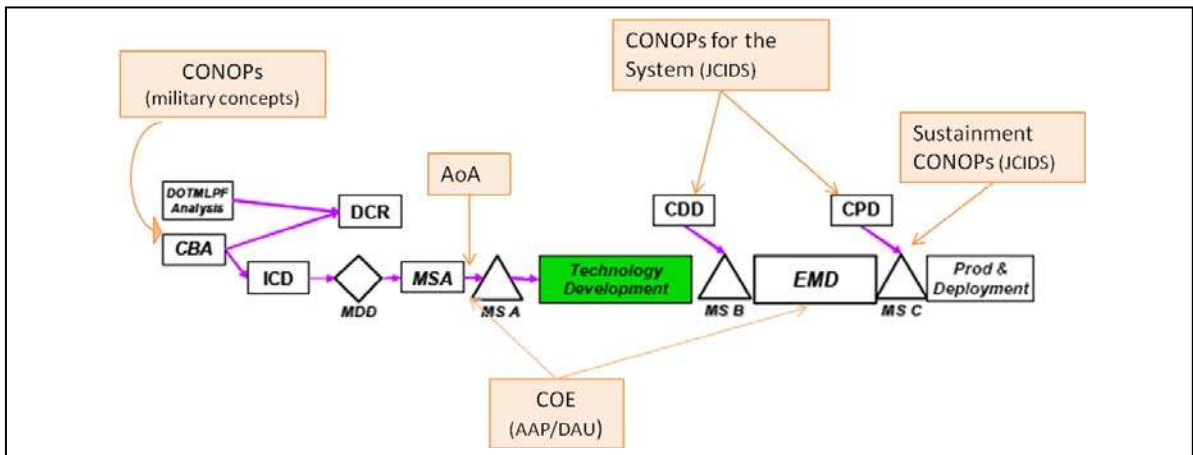 CONOPs
(military concepts)
CONOPs for the
System (JCIDS)
Sustainment
CONOPs (JCIDS)
AoA
DOTMLPF
Analysis
DCR
CDD
CPD
CBA
ICD
MDD
MSA
MS A
Technology
Development
MS B
EMD
MS C
Prod &
Deployment
COE
(AAP/DAU)